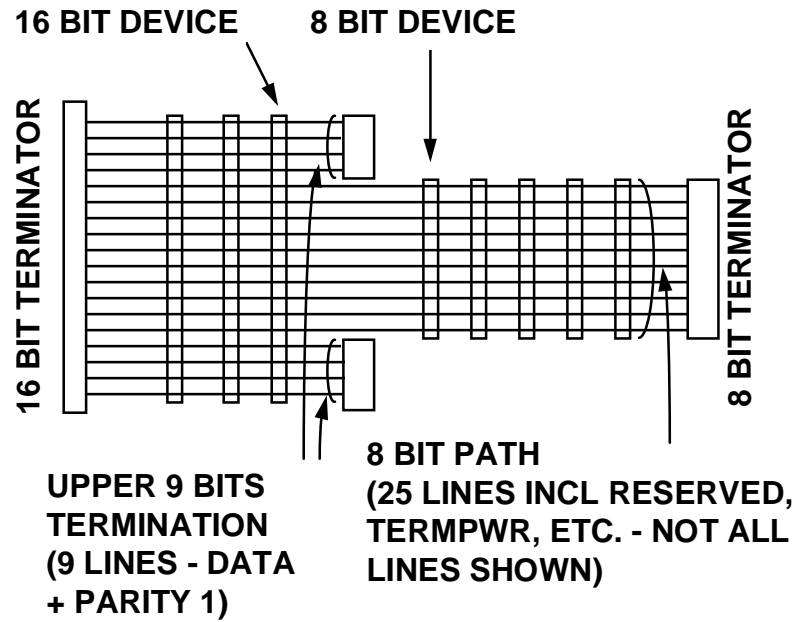 16 BIT DEVICE
8 BIT DEVICE
16 BIT TERMINATOR
8 BIT TERMINATOR
UPPER 9 BITS
TERMINATION
(9 LINES - DATA
+ PARITY 1)
8 BIT PATH
(25 LINES INCL RESERVED,
TERMPWR, ETC. - NOT ALL
LINES SHOWN)